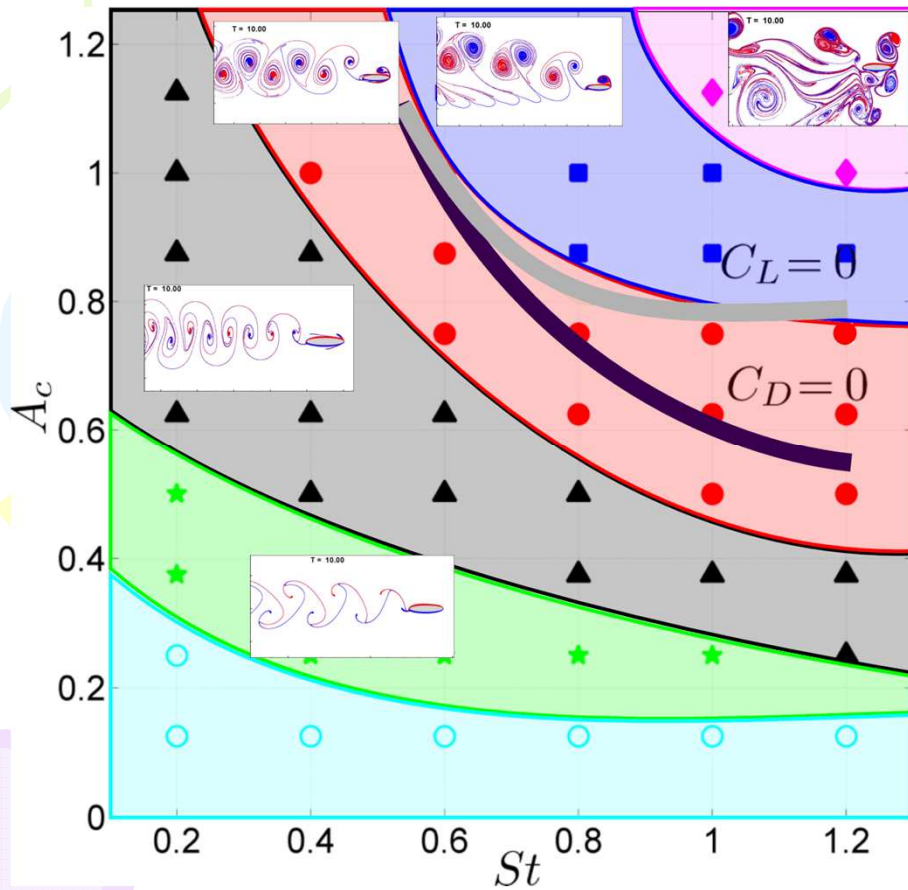 1.2
T = 10.00
T = 10.00
T = 10.00
1
C_L = 0
0.8
T = 10.00
C_D = 0
A_c
0.6
0.4
T = 10.00
0.2
0
0.2 0.4 0.6 0.8 1 1.2
St